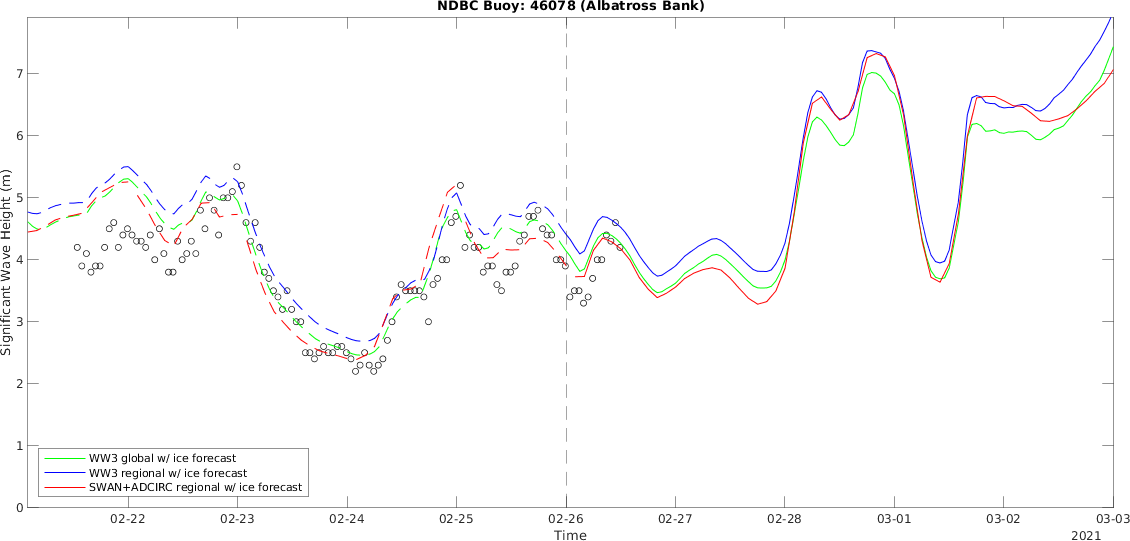 NDBC Buoy: 46078 (Albatross Bank)
Significant Wave Height (m)
7
6
5
4
3
2
1
0
WW3 global w/ ice forecast
WW3 regional w/ ice forecast
SWAN+ADCIRC regional w/ ice forecast
02-22 02-23 02-24 02-25 02-26 02-27 02-28 03-01 03-02 03-03
Time
2021